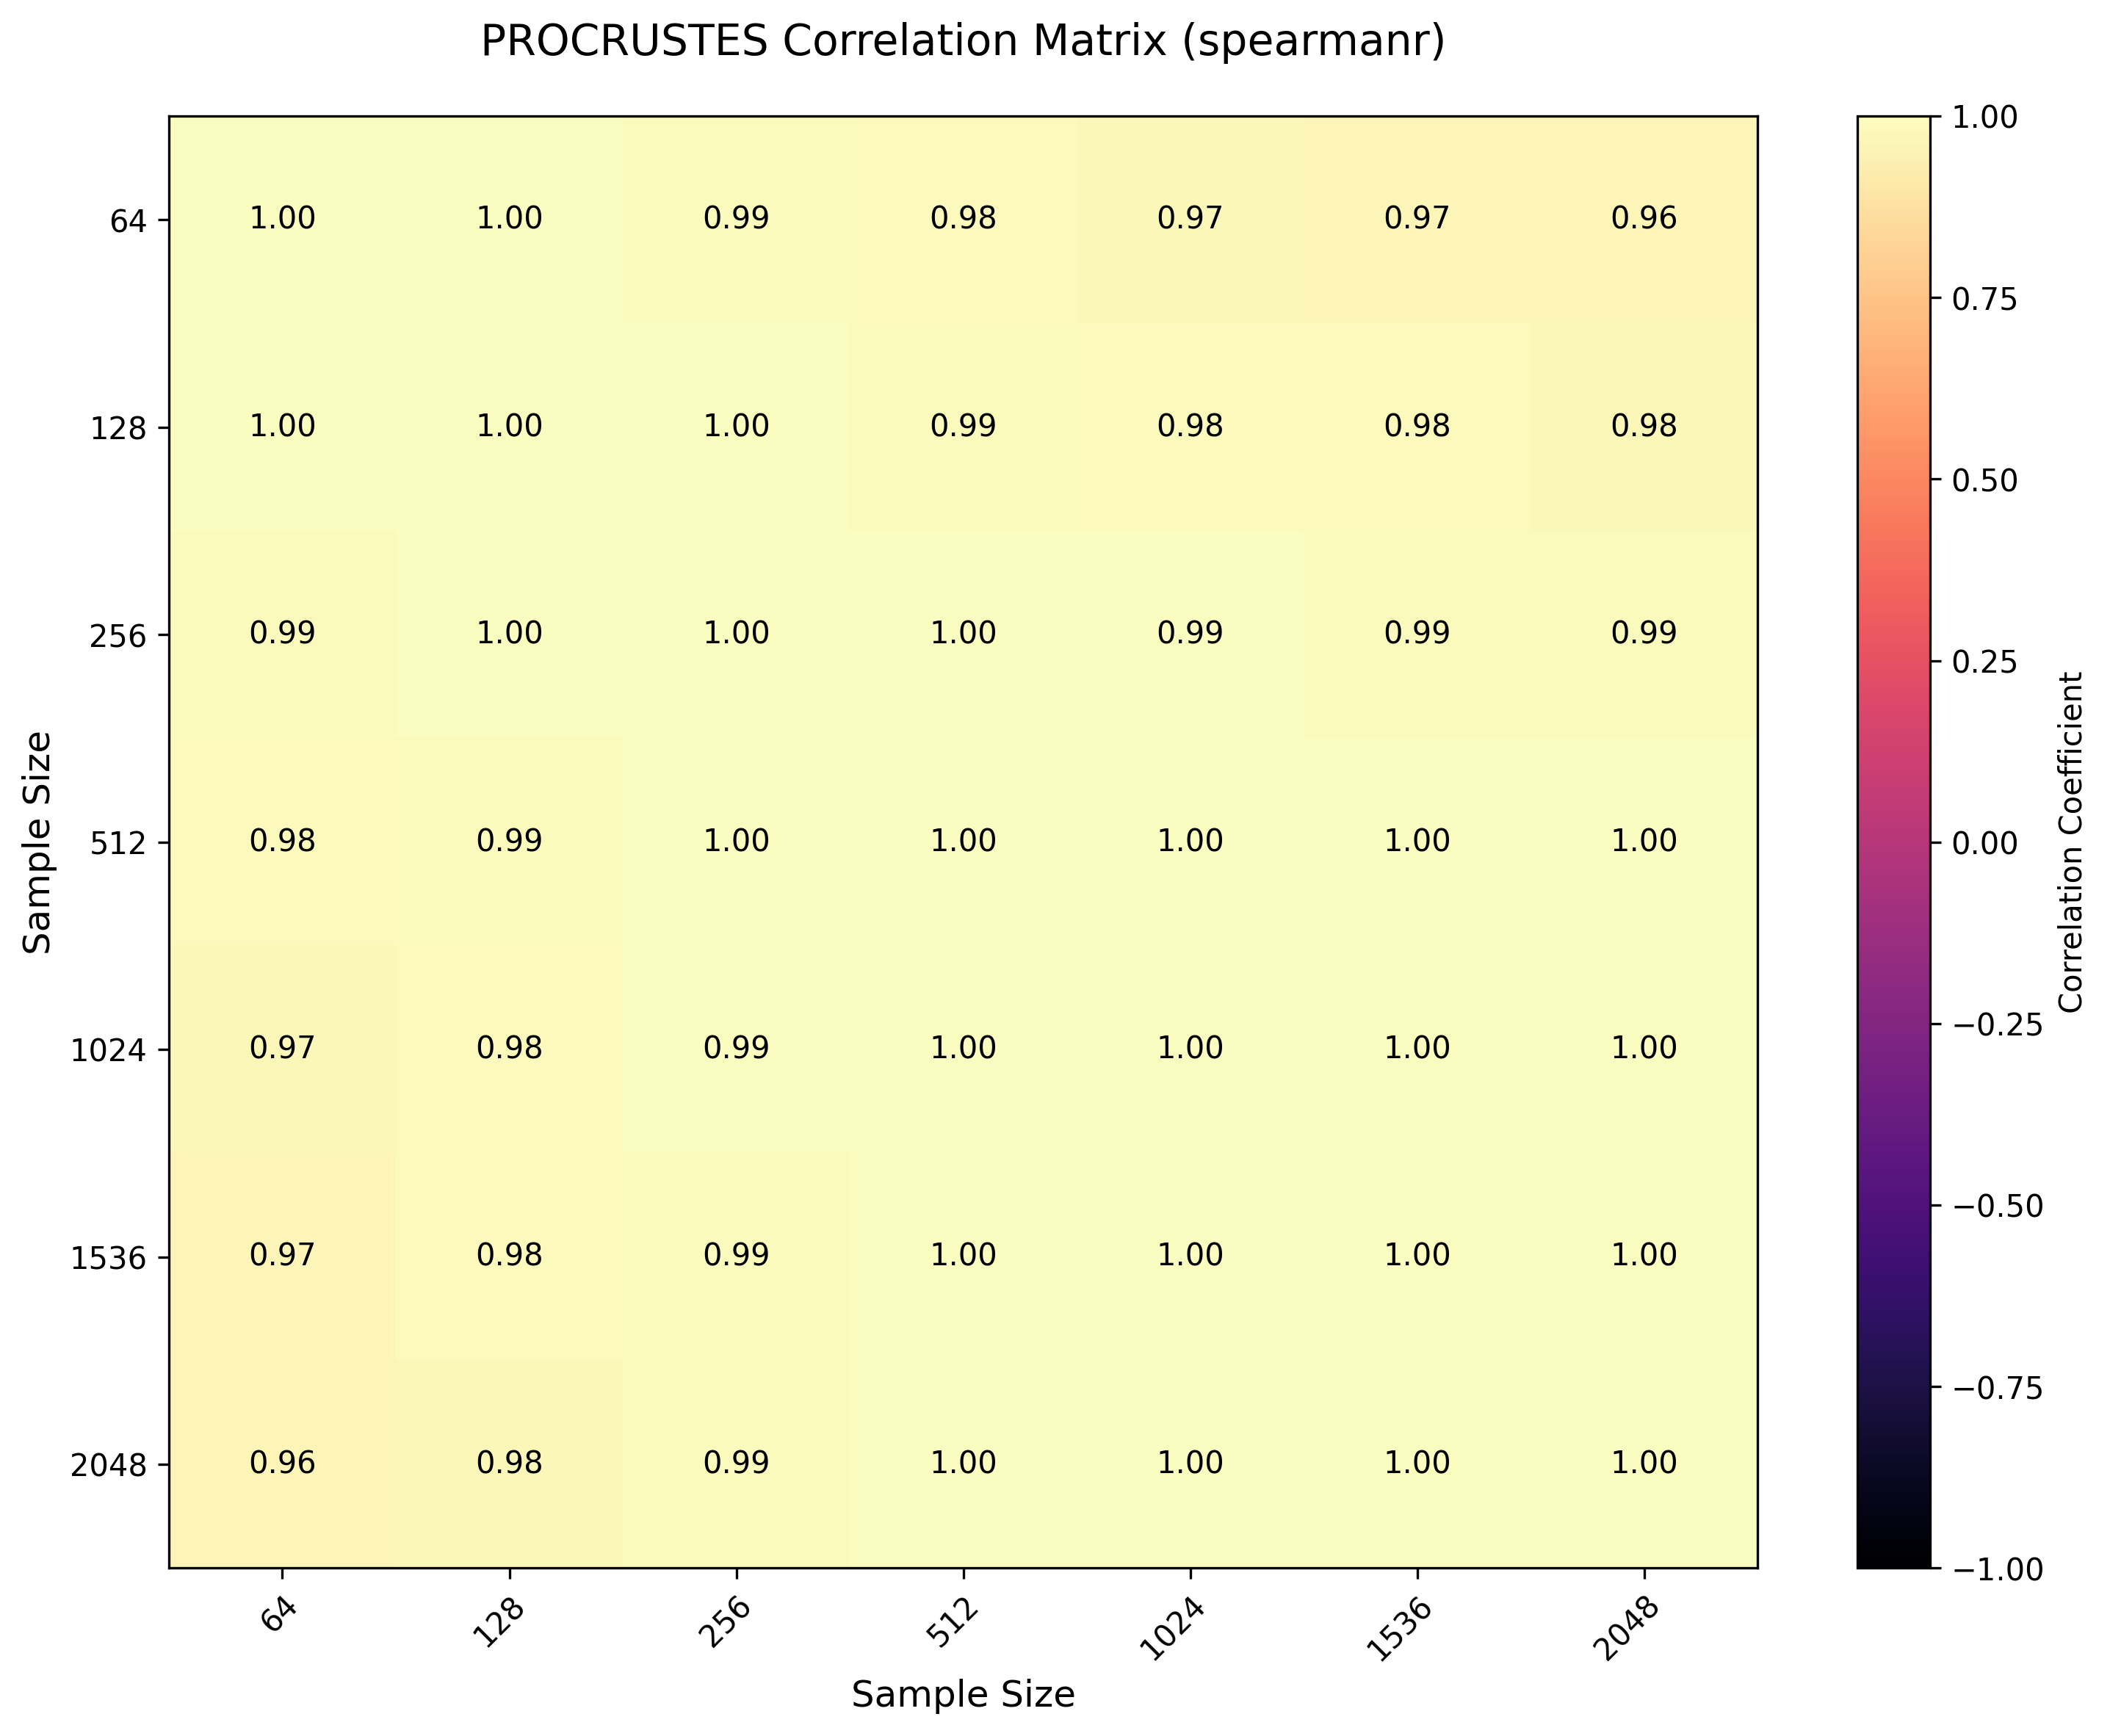 PROCRUSTES Correlation Matrix (spearmanr)
64 1.00 1.00 0.99 0.98 0.97 0.97 0.96
128 1.00 1.00 1.00 0.99 0.98 0.98 0.98
256 0.99 1.00 1.00 1.00 0.99 0.99 0.99
512 0.98 0.99 1.00 1.00 1.00 1.00 1.00
1024 0.97 0.98 0.99 1.00 1.00 1.00 1.00
1536 0.97 0.98 0.99 1.00 1.00 1.00 1.00
2048 0.96 0.98 0.99 1.00 1.00 1.00 1.00
64 128 256 512 1024 1536 2048
Sample Size
Sample Size
1.00
0.75
0.50
0.25
0.00
−0.25
−0.50
−0.75
−1.00
Correlation Coefficient